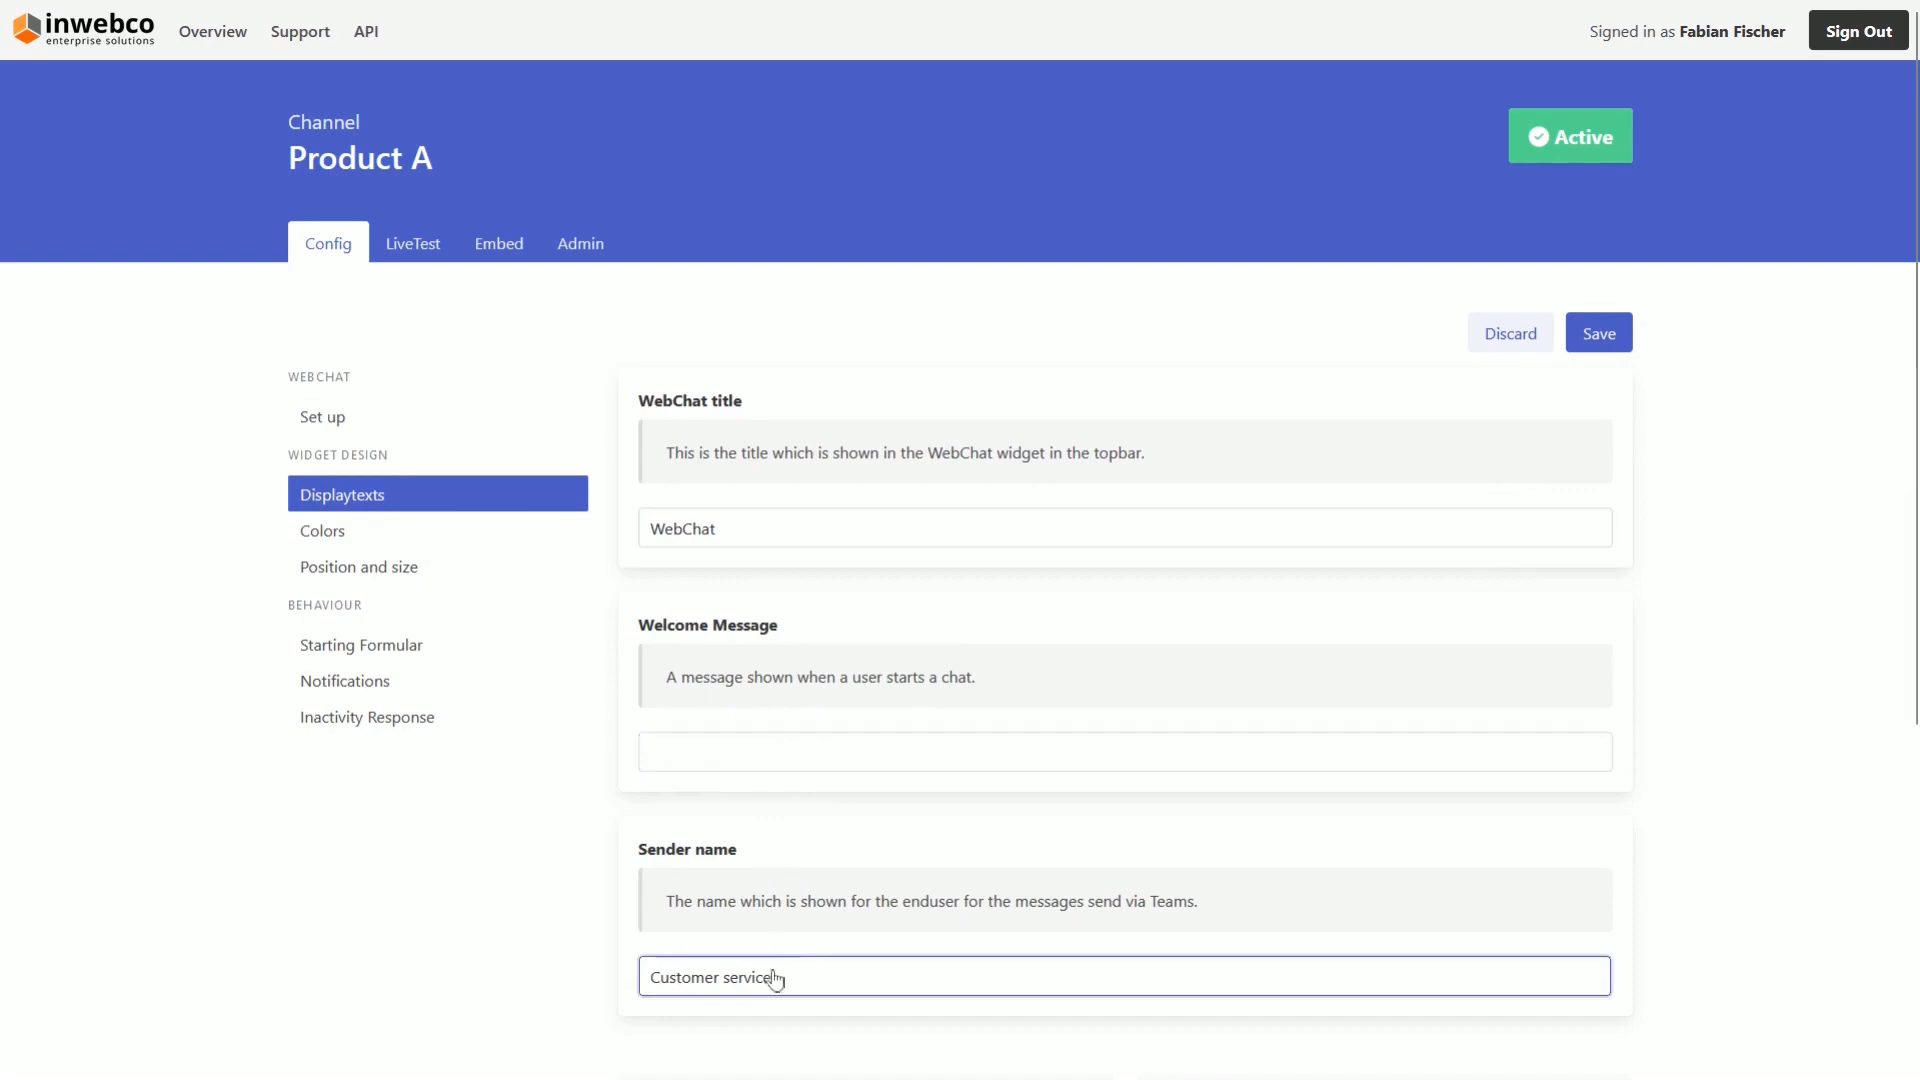 inwebco
enterprise solutions
Overview
Support
API
Signed in as Fabian Fischer
Sign Out
Channel
Product A
Active
Config
LiveTest
Embed
Admin
Discard
Save
WEBCHAT
Set up
WIDGET DESIGN
Displaytexts
Colors
Position and size
BEHAVIOUR
Starting Formular
Notifications
Inactivity Response
WebChat title
This is the title which is shown in the WebChat widget in the topbar.
WebChat
Welcome Message
A message shown when a user starts a chat.
Sender name
The name which is shown for the enduser for the messages send via Teams.
Customer service